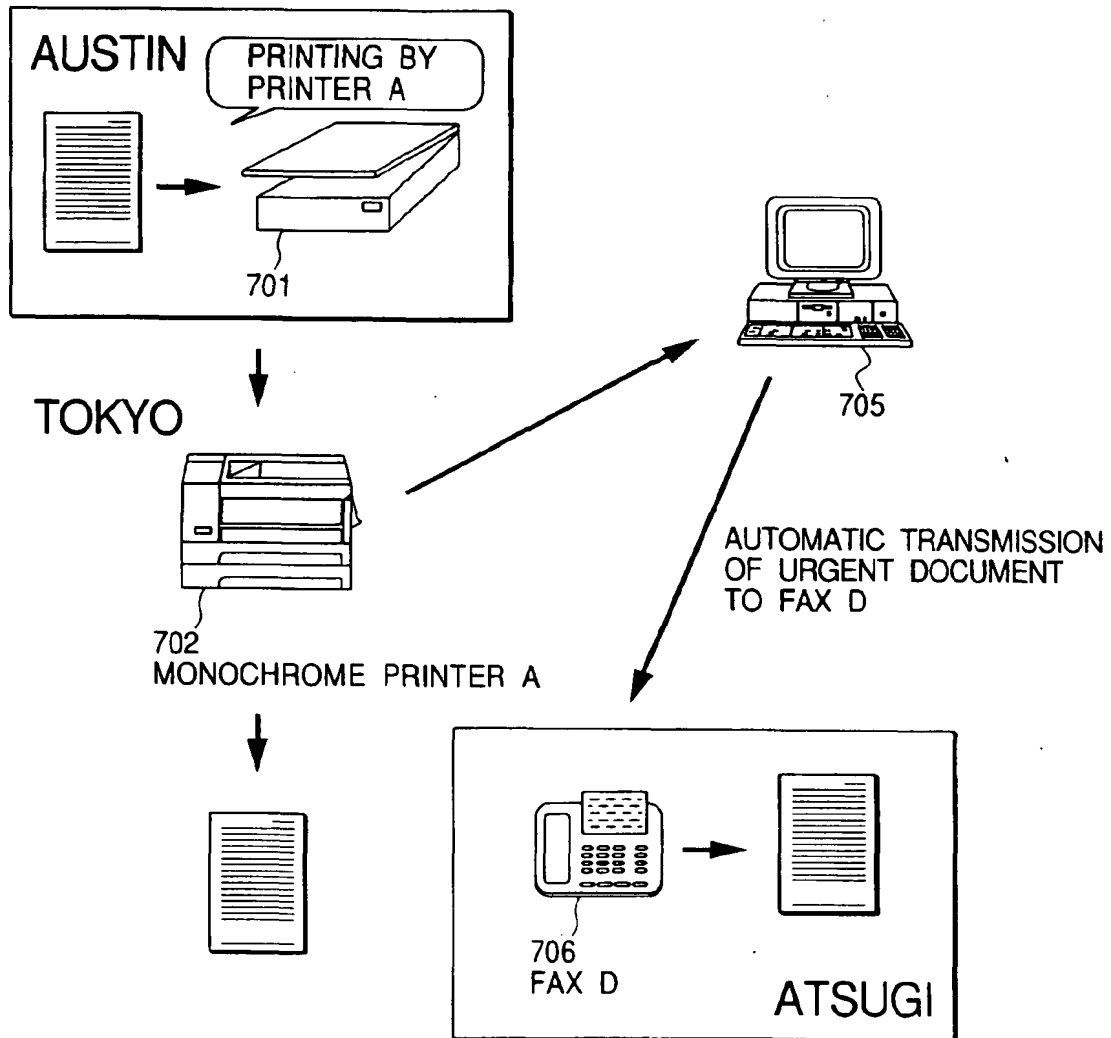 AUSTIN
PRINTING BY
PRINTER A
701
TOKYO
705
702
MONOCHROME PRINTER A
AUTOMATIC TRANSMISSION
OF URGENT DOCUMENT
TO FAX D
706
FAX D
ATSUGI